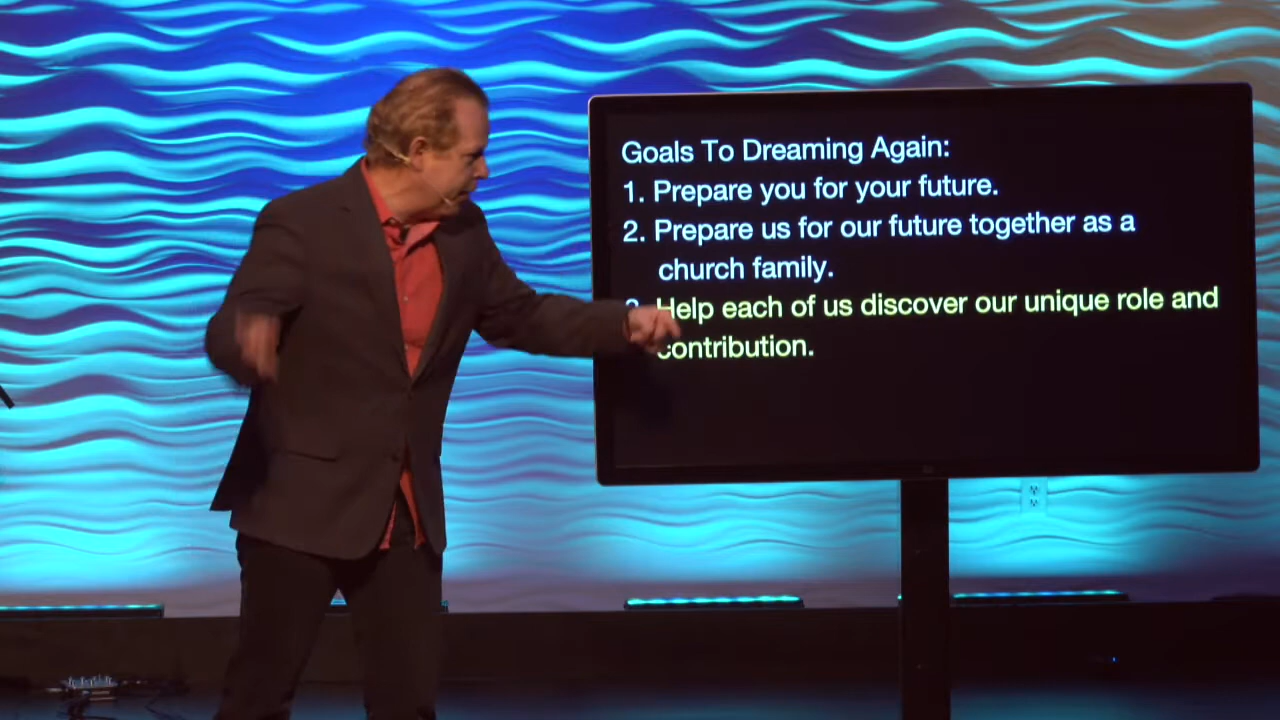 Goals To Dreaming Again:
1. Prepare you for your future.
2. Prepare us for our future together as a
church family.
3. Help each of us discover our unique role and
contribution.